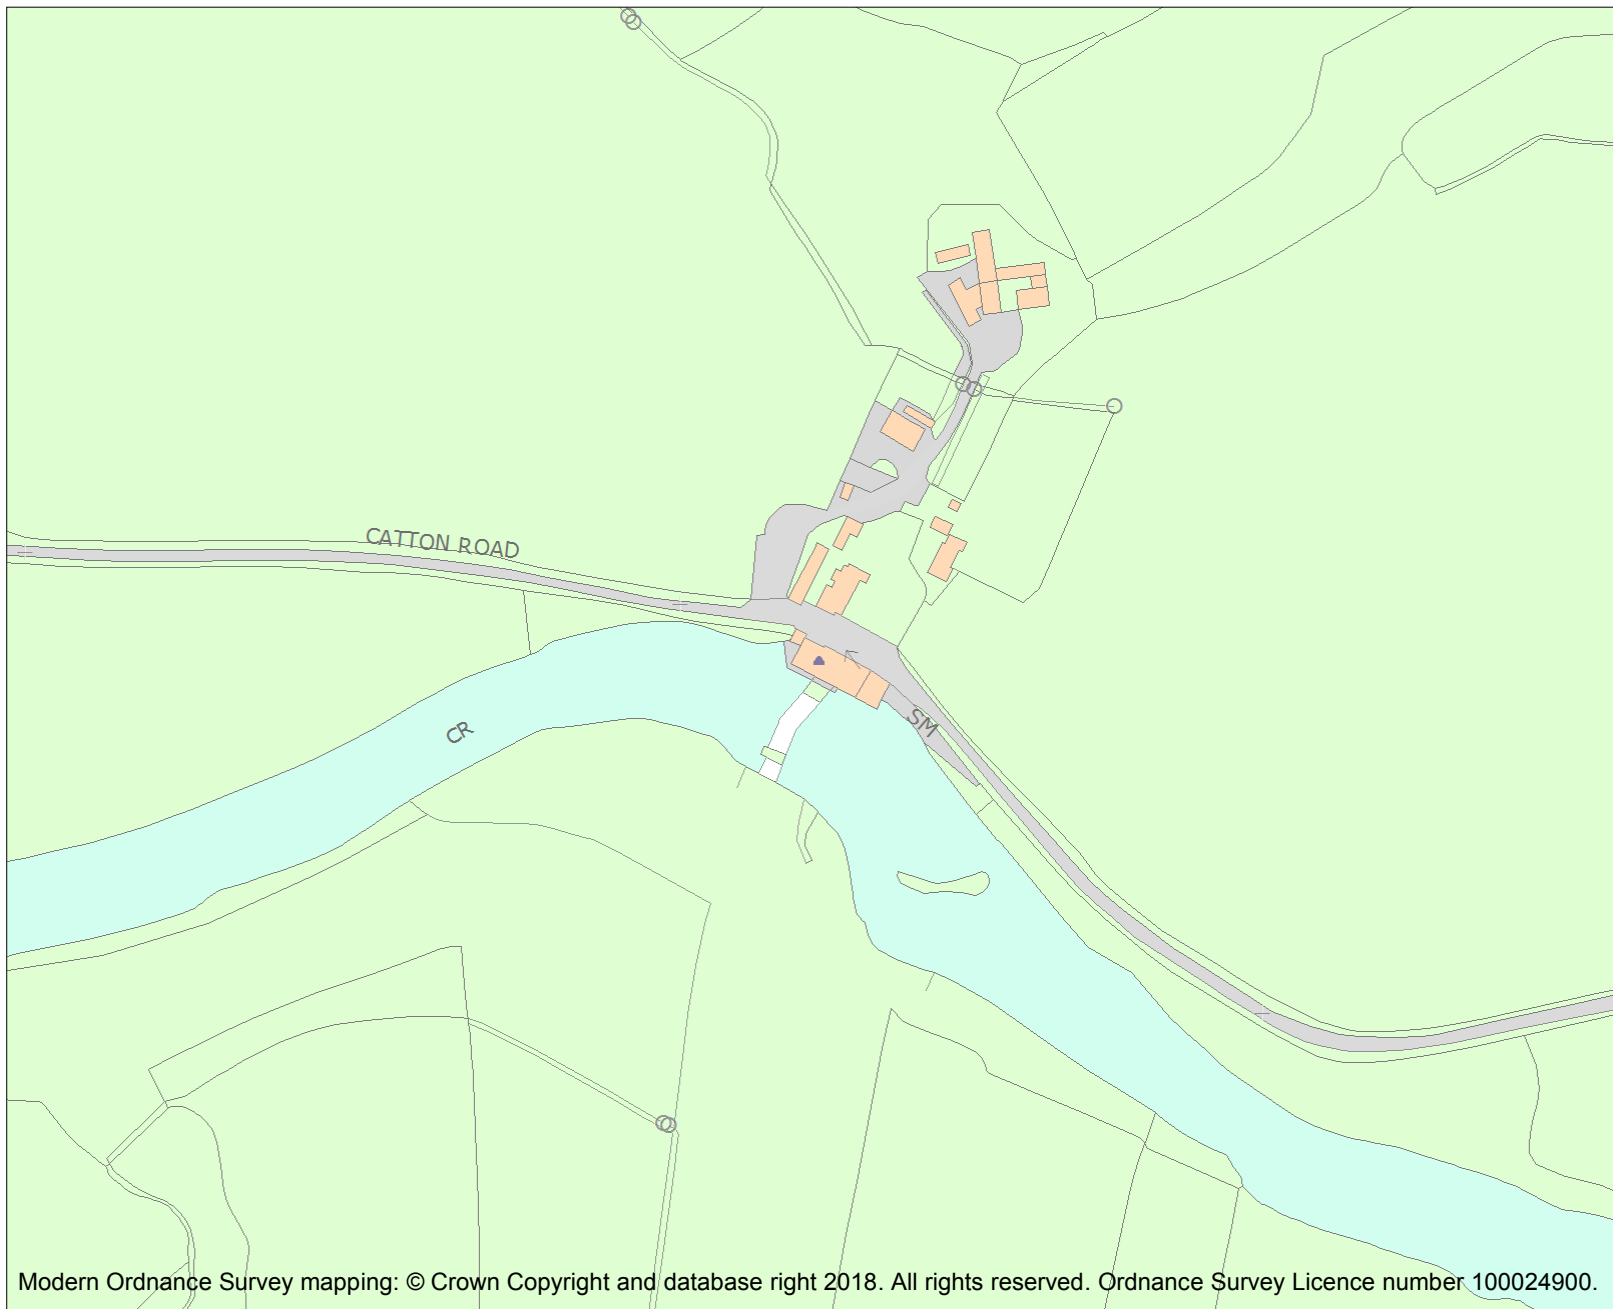 CATTON ROAD
SM
CR
Modern Ordnance Survey mapping: © Crown Copyright and database right 2018. All rights reserved. Ordnance Survey Licence number 100024900.